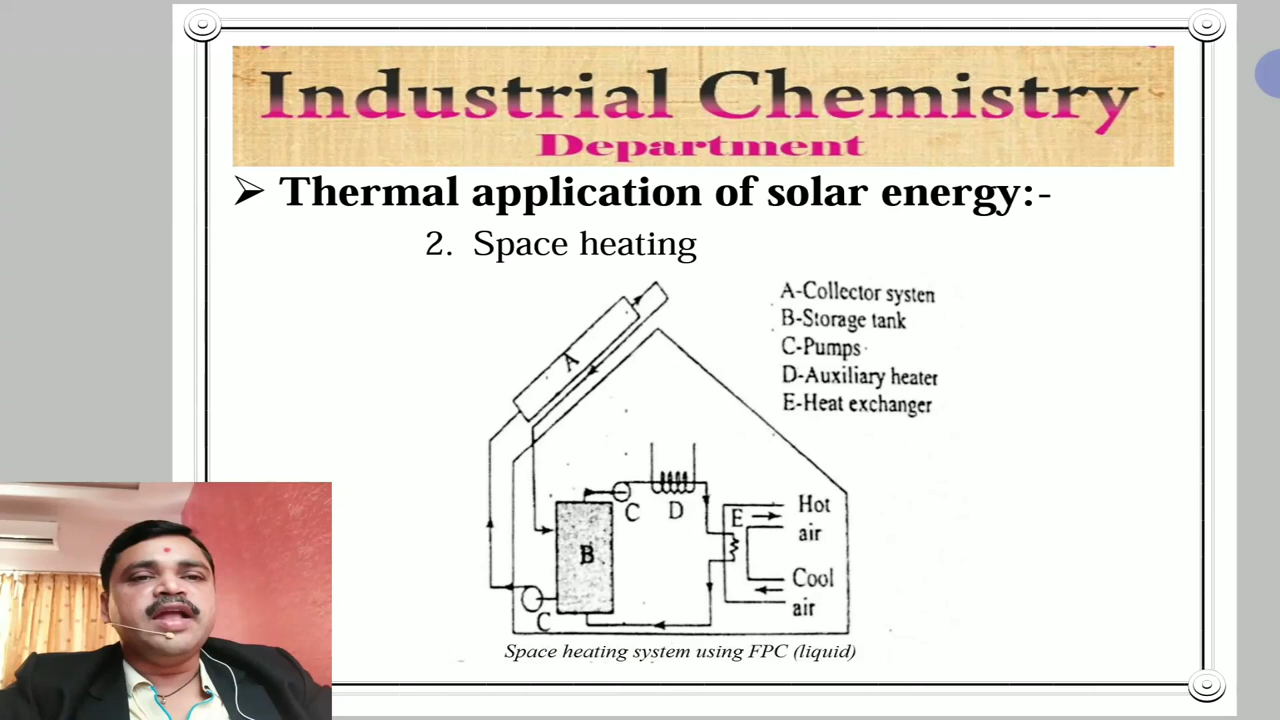 Industrial Chemistry
Department
➢ Thermal application of solar energy:-
2. Space heating
A-Collector systen
B-Storage tank
C-Pumps
D-Auxiliary heater
E-Heat exchanger
A
C
D
E
Hot
air
B
Cool
air
C
Space heating system using FPC (liquid)